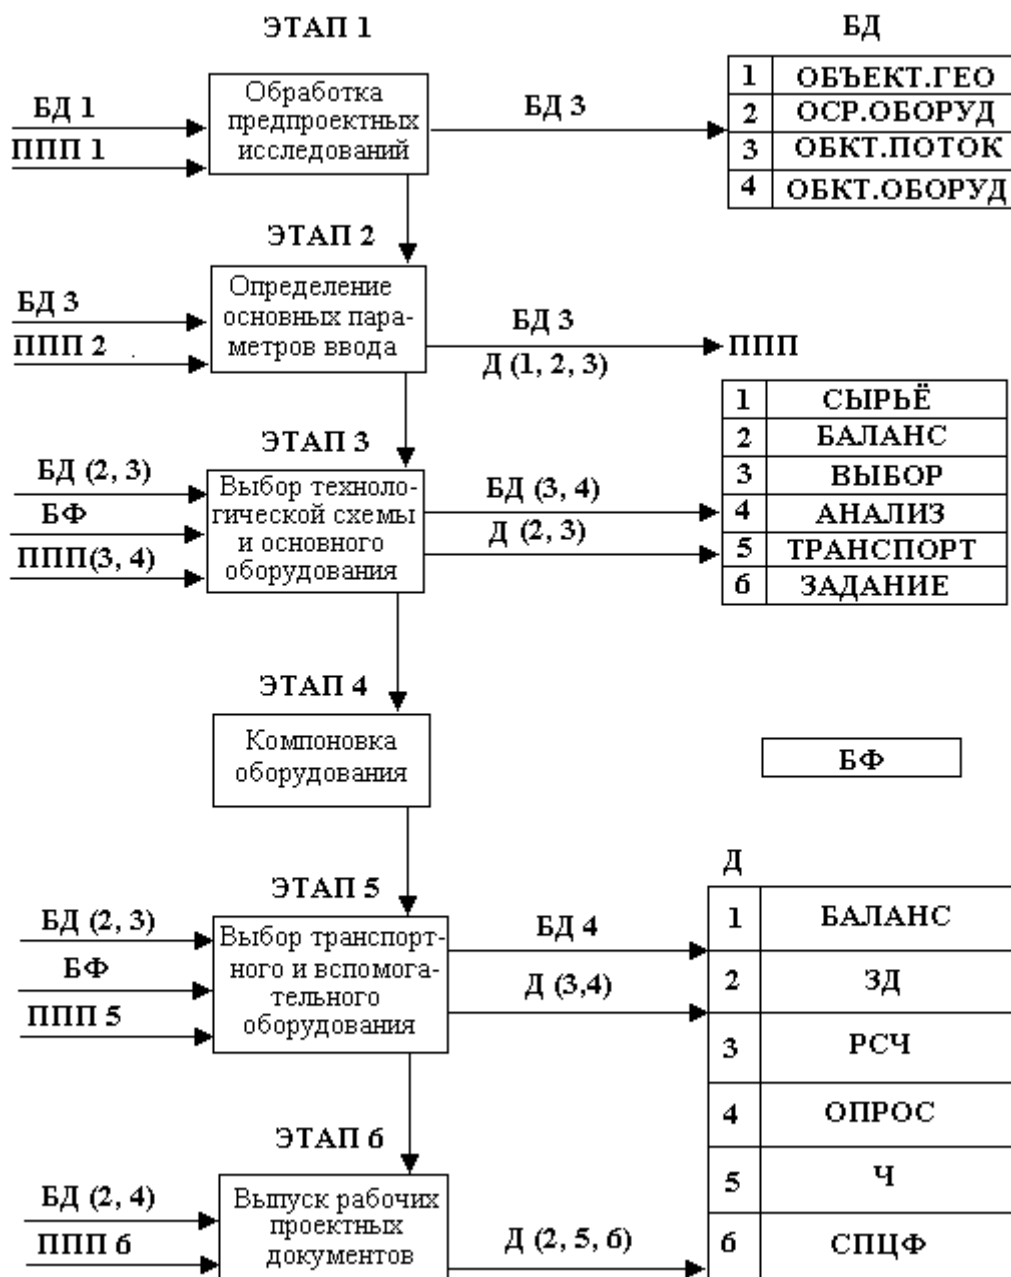 ЭТАП 1
БД
1 ОБЪЕКТ.ГЕО
2 ОСР.ОБОРУД
3 ОБКТ.ПОТОК
4 ОБКТ.ОБОРУД
БД 1
ППП 1
Обработка
предпроектных
исследований
БД 3
ЭТАП 2
БД 3
ППП 2
Определение
основных пара-
метров ввода
БД 3
Д (1, 2, 3)
ППП
1 СЫРЬЁ
2 БАЛАНС
3 ВЫБОР
4 АНАЛИЗ
5 ТРАНСПОРТ
6 ЗАДАНИЕ
ЭТАП 3
БД (2, 3)
БФ
ППП(3, 4)
Выбор техноло-
гической схемы
и основного
оборудования
БД (3, 4)
Д (2, 3)
ЭТАП 4
Компоновка
оборудования
БФ
ЭТАП 5
БД (2, 3)
БФ
ППП 5
Выбор транспорт-
ного и вспомога-
тельного
оборудования
БД 4
Д (3,4)
Д
1 БАЛАНС
2 ЗД
3 РСЧ
4 ОПРОС
5 Ч
6 СПЦФ
ЭТАП 6
БД (2, 4)
ППП 6
Выпуск рабочих
проектных
документов
Д (2, 5, 6)